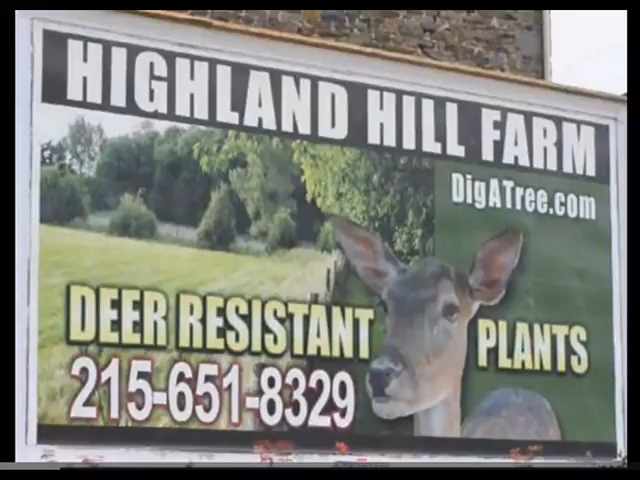 HIGHLAND HILL FARM
DigATree.com
DEER RESISTANT PLANTS
215-651-8329